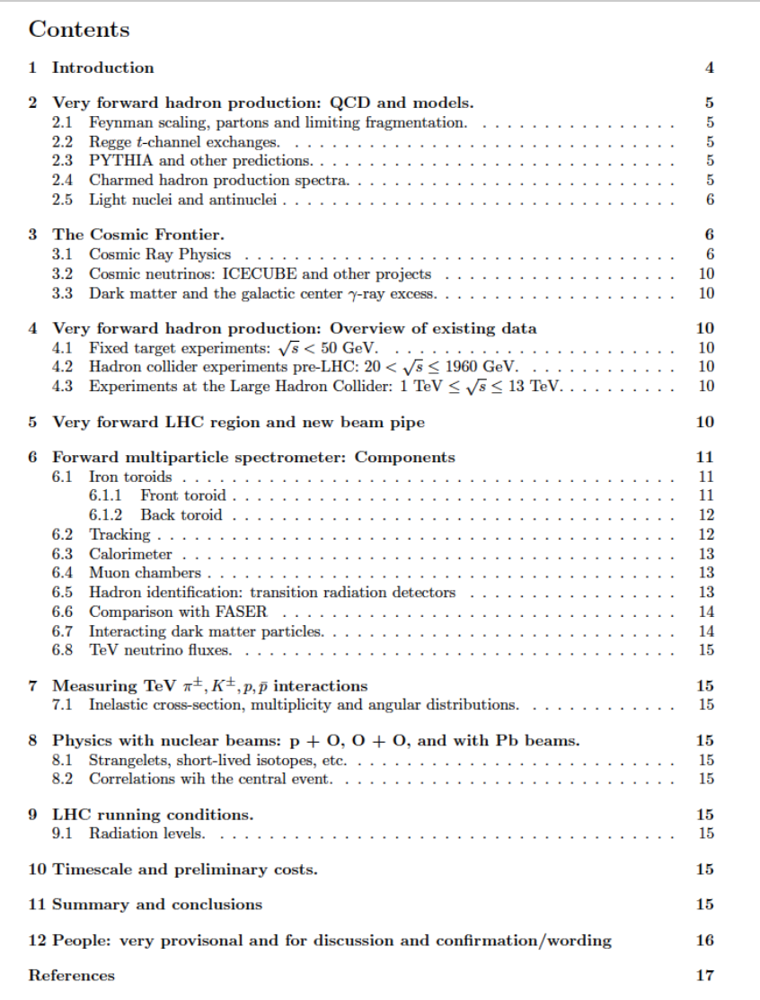 Contents
1 Introduction 4
2 Very forward hadron production: QCD and models. 5
2.1 Feynman scaling, partons and limiting fragmentation. . . . . . . . . . . . . . . . . 5
2.2 Regge t-channel exchanges. . . . . . . . . . . . . . . . . . . . . . . . . . . . . 5
2.3 PYTHIA and other predictions. . . . . . . . . . . . . . . . . . . . . . . . . . . 5
2.4 Charmed hadron production spectra. . . . . . . . . . . . . . . . . . . . . . . . 5
2.5 Light nuclei and antinuclei . . . . . . . . . . . . . . . . . . . . . . . . . . . . 6
3 The Cosmic Frontier. 6
3.1 Cosmic Ray Physics . . . . . . . . . . . . . . . . . . . . . . . . . . . . . . . 6
3.2 Cosmic neutrinos: ICECUBE and other projects . . . . . . . . . . . . . . . . . . 10
3.3 Dark matter and the galactic center γ-ray excess. . . . . . . . . . . . . . . . . . 10
4 Very forward hadron production: Overview of existing data 10
4.1 Fixed target experiments: √s < 50 GeV. . . . . . . . . . . . . . . . . . . . . . 10
4.2 Hadron collider experiments pre-LHC: 20 < √s ≤ 1960 GeV. . . . . . . . . . . 10
4.3 Experiments at the Large Hadron Collider: 1 TeV ≤ √s ≤ 13 TeV. . . . . . . . . 10
5 Very forward LHC region and new beam pipe 10
6 Forward multiparticle spectrometer: Components 11
6.1 Iron toroids . . . . . . . . . . . . . . . . . . . . . . . . . . . . . . . . . . . 11
6.1.1 Front toroid . . . . . . . . . . . . . . . . . . . . . . . . . . . . . . . . 11
6.1.2 Back toroid . . . . . . . . . . . . . . . . . . . . . . . . . . . . . . . . 12
6.2 Tracking . . . . . . . . . . . . . . . . . . . . . . . . . . . . . . . . . . . . . 12
6.3 Calorimeter . . . . . . . . . . . . . . . . . . . . . . . . . . . . . . . . . . . 13
6.4 Muon chambers . . . . . . . . . . . . . . . . . . . . . . . . . . . . . . . . . . 13
6.5 Hadron identification: transition radiation detectors . . . . . . . . . . . . . . . . 13
6.6 Comparison with FASER . . . . . . . . . . . . . . . . . . . . . . . . . . . . . 14
6.7 Interacting dark matter particles. . . . . . . . . . . . . . . . . . . . . . . . . . 14
6.8 TeV neutrino fluxes. . . . . . . . . . . . . . . . . . . . . . . . . . . . . . . . 15
7 Measuring TeV π±, K±, p, p̄ interactions 15
7.1 Inelastic cross-section, multiplicity and angular distributions. . . . . . . . . . . . . 15
8 Physics with nuclear beams: p + O, O + O, and with Pb beams. 15
8.1 Strangelets, short-lived isotopes, etc. . . . . . . . . . . . . . . . . . . . . . . . 15
8.2 Correlations wih the central event. . . . . . . . . . . . . . . . . . . . . . . . . 15
9 LHC running conditions. 15
9.1 Radiation levels. . . . . . . . . . . . . . . . . . . . . . . . . . . . . . . . . . 15
10 Timescale and preliminary costs. 15
11 Summary and conclusions 15
12 People: very provisonal and for discussion and confirmation/wording 16
References 17